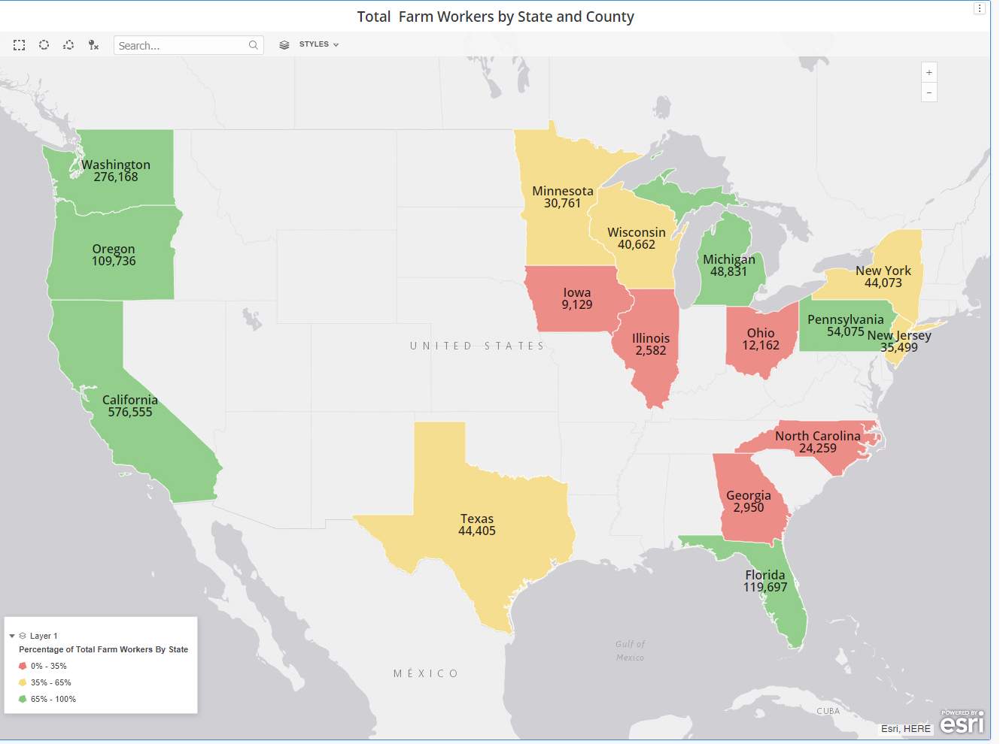 Total Farm Workers by State and County
Search...
STYLES
+
−
Washington
276,168
Minnesota
30,761
Wisconsin
40,662
Oregon
109,736
Michigan
48,831
New York
44,073
Iowa
9,129
Pennsylvania
54,075
New Jersey
35,499
Illinois
2,582
Ohio
12,162
UNITED STATES
California
576,555
North Carolina
24,259
Georgia
2,950
Texas
44,405
Florida
119,697
Gulf of
Mexico
MÉXICO
CUBA
Layer 1
Percentage of Total Farm Workers By State
0% - 35%
35% - 65%
65% - 100%
POWERED BY
esri
Esri, HERE